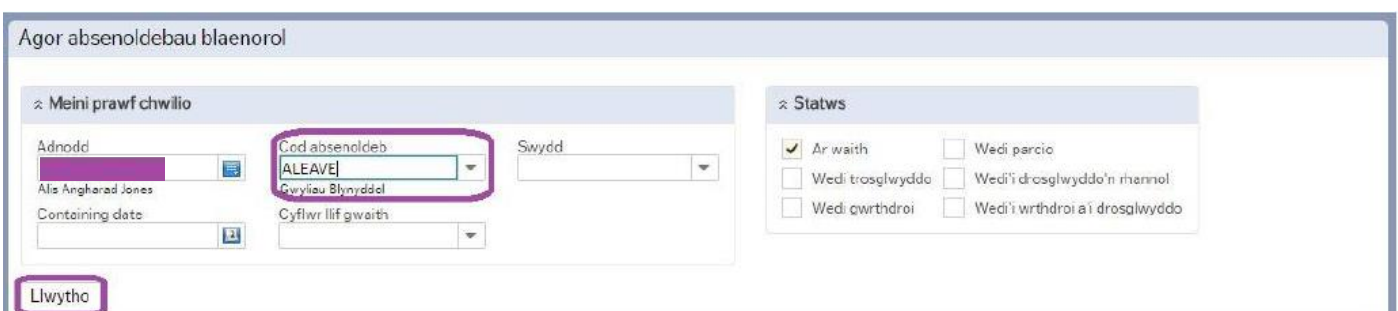 Agor absenoldebau blaenorol
Meini prawf chwilio
Statws
Adnodd Cod absenoldeb Swydd
ALEAVE
Alis Angharad Jones Gwyliau Blynyddol
Containing date Cyflwr llif gwaith
Ar waith Wedi parcio
Wedi trosglwyddo Wedi'i drosglwyddo'n rhannol
Wedi gwrthdroi Wedi'i wrthdroi a'i drosglwyddo
Llwytho